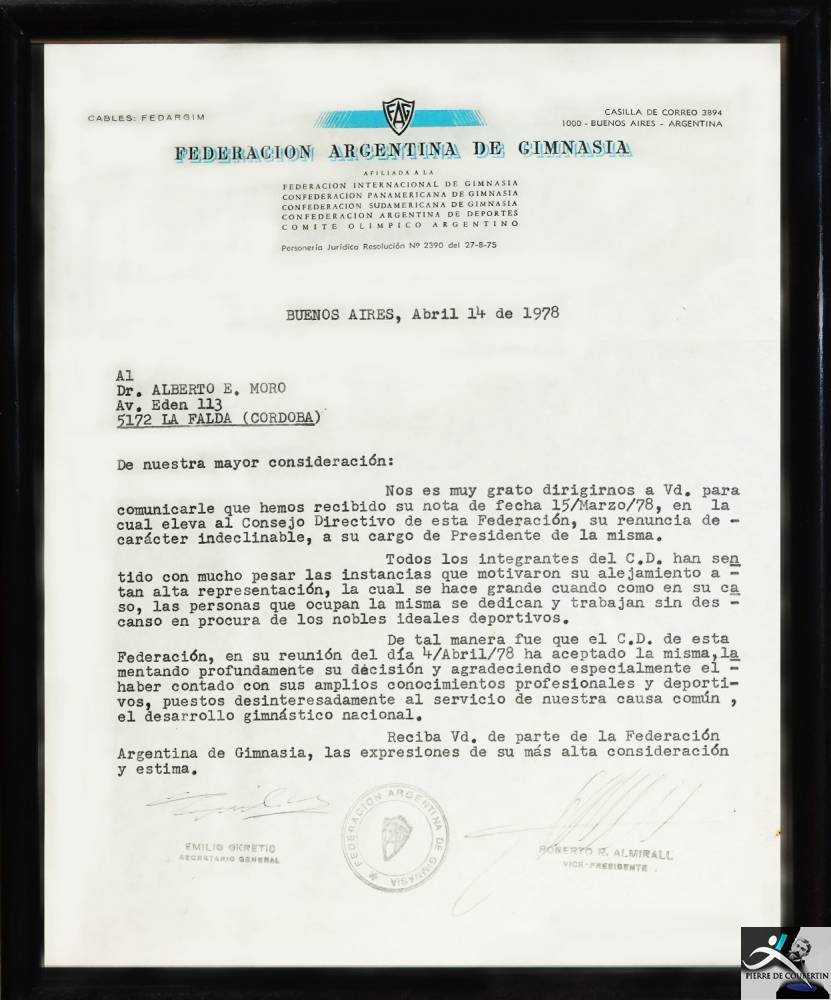 CABLES: FEDARGIM
FAG
CASILLA DE CORREO 3894
1000 - BUENOS AIRES - ARGENTINA
FEDERACION ARGENTINA DE GIMNASIA
AFILIADA A LA
FEDERACION INTERNACIONAL DE GIMNASIA
CONFEDERACION PANAMERICANA DE GIMNASIA
CONFEDERACION SUDAMERICANA DE GIMNASIA
CONFEDERACION ARGENTINA DE DEPORTES
COMITE OLIMPICO ARGENTINO
Personería Jurídica Resolución Nº 2390 del 27-8-75
BUENOS AIRES, Abril 14 de 1978
Al
Dr. ALBERTO E. MORO
Av. Eden 113
5172 LA FALDA (CORDOBA)
De nuestra mayor consideración:
Nos es muy grato dirigirnos a Vd. para
comunicarle que hemos recibido su nota de fecha 15/Marzo/78, en la
cual eleva al Consejo Directivo de esta Federación, su renuncia de -
carácter indeclinable, a su cargo de Presidente de la misma.
Todos los integrantes del C.D. han sen
tido con mucho pesar las instancias que motivaron su alejamiento a -
tan alta representación, la cual se hace grande cuando como en su ca
so, las personas que ocupan la misma se dedican y trabajan sin des -
canso en procura de los nobles ideales deportivos.
De tal manera fue que el C.D. de esta
Federación, en su reunión del día 4/Abril/78 ha aceptado la misma,la
mentando profundamente su décisión y agradeciendo especialmente el -
haber contado con sus amplios conocimientos profesionales y deporti-
vos, puestos desinteresadamente al servicio de nuestra causa común ,
el desarrollo gimnástico nacional.
Reciba Vd. de parte de la Federación
Argentina de Gimnasia, las expresiones de su más alta consideración
y estima.
FEDERACION ARGENTINA DE GIMNASIA
EMILIO
SECRETARIO GENERAL
ROBERTO R. ALMIRALL
VICE-PRESIDENTE
PIERRE DE COUBERTIN